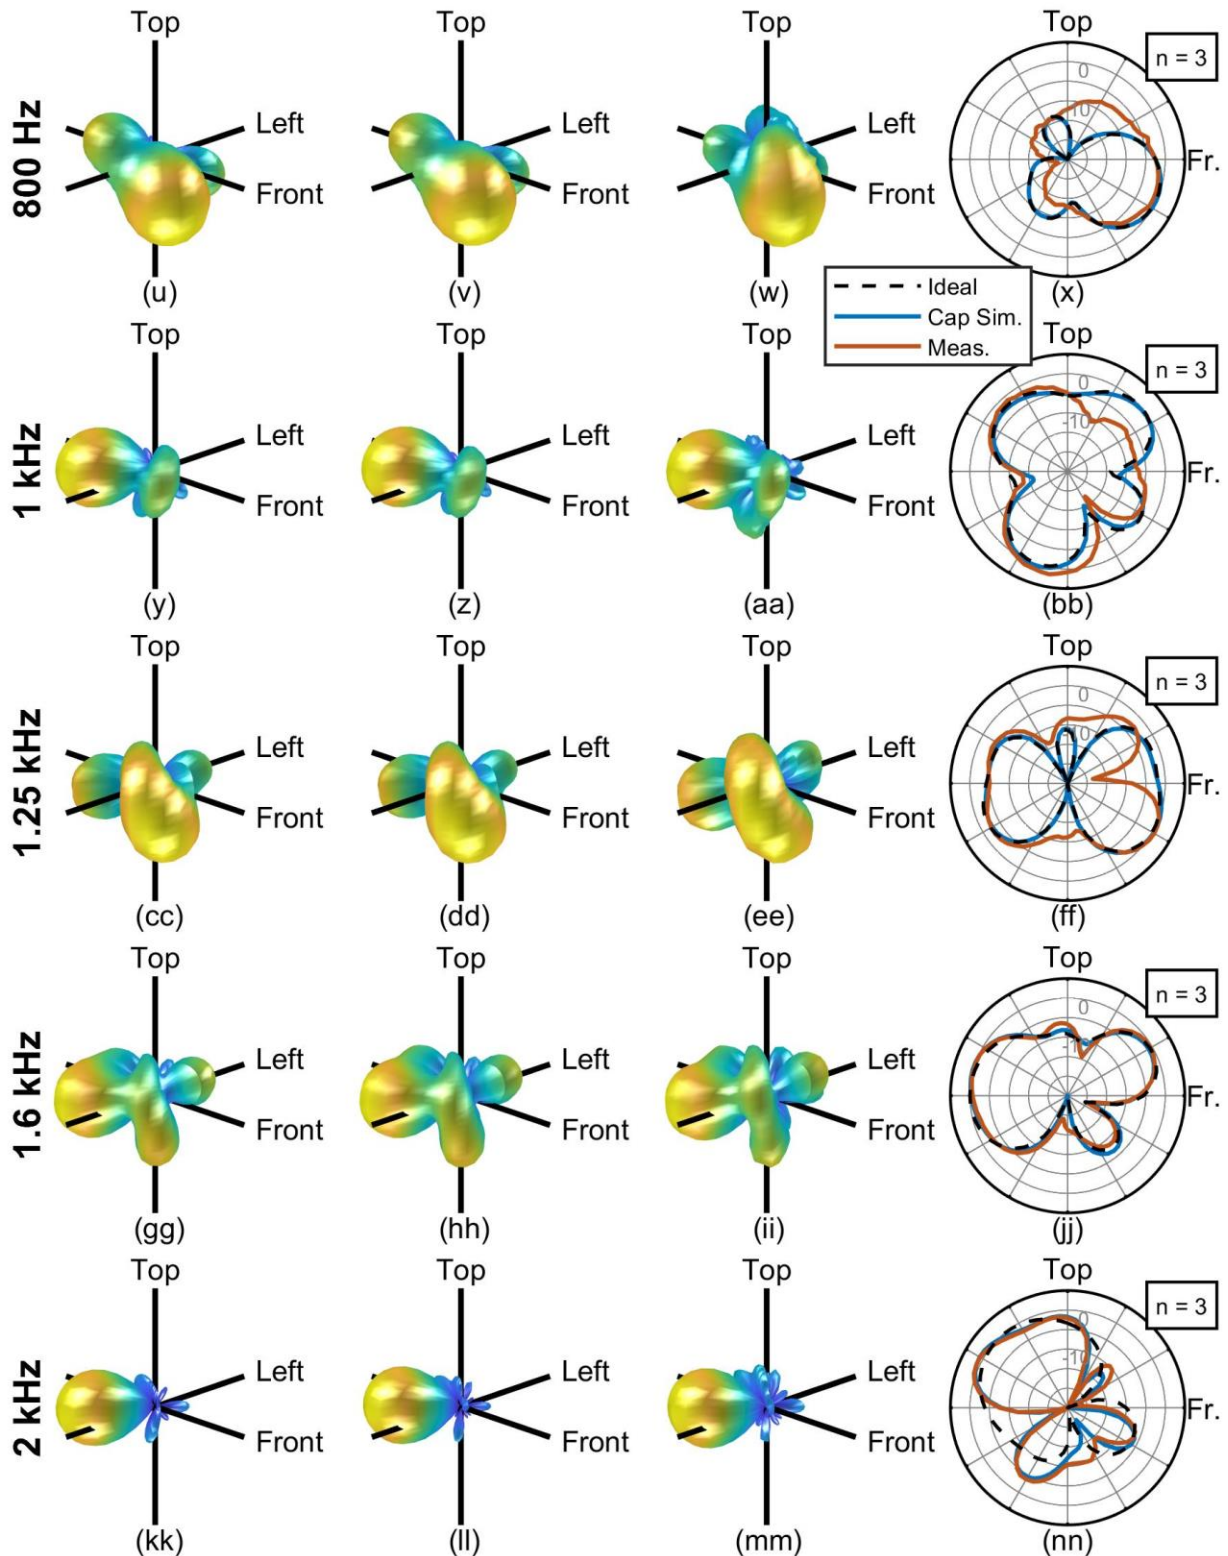 Top Top Top Top
n = 3
0
-10
800 Hz
Left Left
Front Front Front Fr.
(u) (v) (w) (x)
Ideal
Cap Sim.
Meas.
Top Top Top Top
n = 3
0
-10
1 kHz
Left Left Left
Front Front Front Fr.
(y) (z) (aa) (bb)
Top Top Top Top
n = 3
0
-10
1.25 kHz
Left Left Left
Front Front Front Fr.
(cc) (dd) (ee) (ff)
Top Top Top Top
n = 3
0
-10
1.6 kHz
Left Left Left
Front Front Front Fr.
(gg) (hh) (ii) (jj)
Top Top Top Top
n = 3
0
-10
2 kHz
Left Left Left
Front Front Front Fr.
(kk) (ll) (mm) (nn)